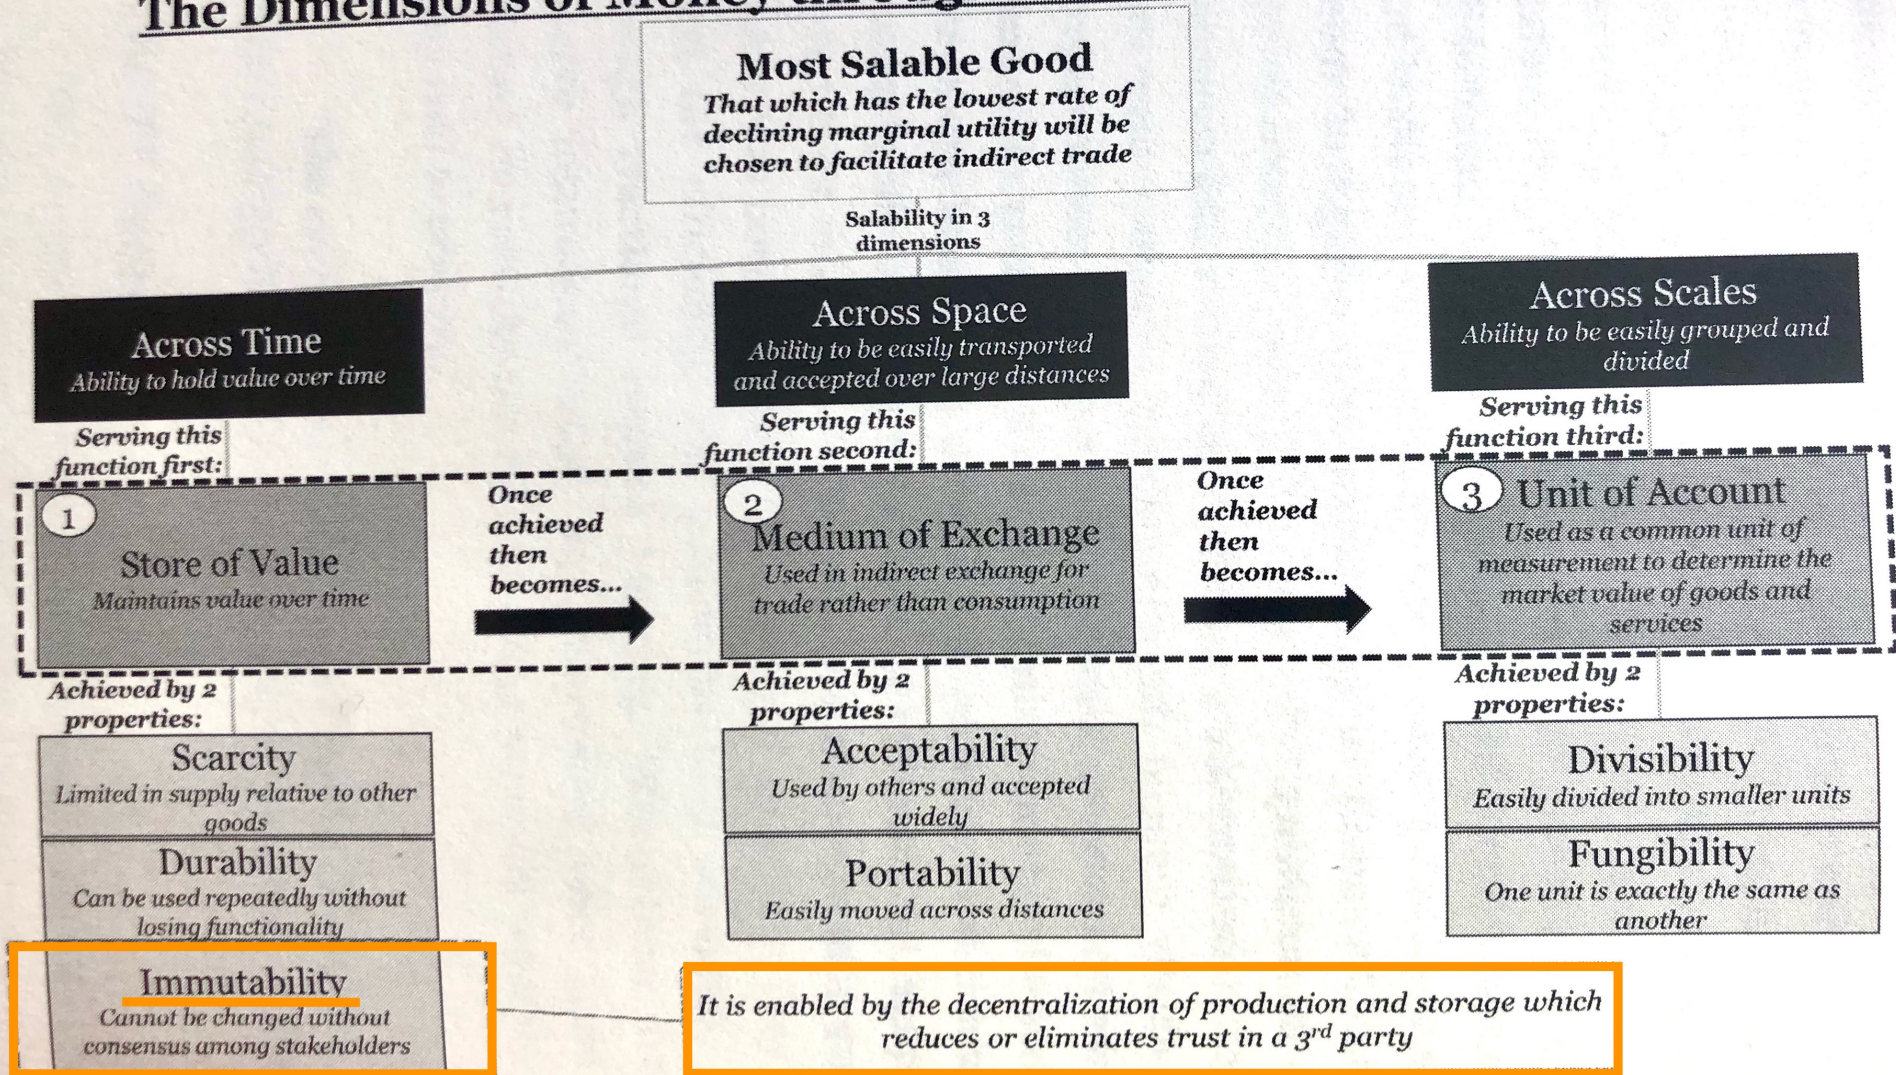 The Dimensions of Money through
Most Salable Good
That which has the lowest rate of
declining marginal utility will be
chosen to facilitate indirect trade
Salability in 3
dimensions
Across Time
Ability to hold value over time
Across Space
Ability to be easily transported
and accepted over large distances
Across Scales
Ability to be easily grouped and
divided
Serving this
function first:
Serving this
function second:
Serving this
function third:
1
Store of Value
Maintains value over time
Once
achieved
then
becomes...
2
Medium of Exchange
Used in indirect exchange for
trade rather than consumption
Once
achieved
then
becomes...
3
Unit of Account
Used as a common unit of
measurement to determine the
market value of goods and
services
Achieved by 2
properties:
Achieved by 2
properties:
Achieved by 2
properties:
Scarcity
Limited in supply relative to other
goods
Durability
Can be used repeatedly without
losing functionality
Immutability
Cannot be changed without
consensus among stakeholders
Acceptability
Used by others and accepted
widely
Portability
Easily moved across distances
Divisibility
Easily divided into smaller units
Fungibility
One unit is exactly the same as
another
It is enabled by the decentralization of production and storage which
reduces or eliminates trust in a 3rd party